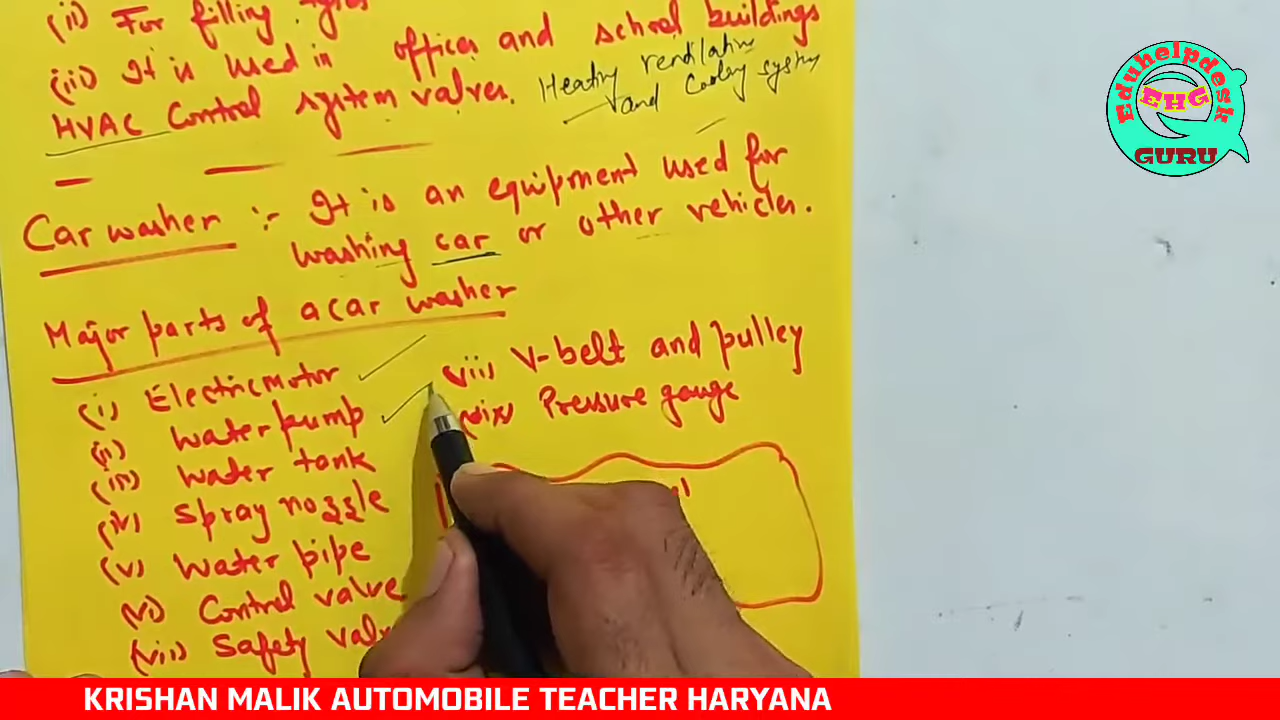 (ii) For filling tyres
(iii) It is used in offices and school buildings
HVAC Control system valves. Heating ventilation
and Cooling system
Car washer :- It is an equipment used for
washing car or other vehicles.
Major parts of a car washer
(i) Electric Motor
(ii) Water pump
(iii) Water tank
(iv) Spray nozzle
(v) Water pipe
(vi) Control valve
(vii) Safety valv
viii) V-belt and pulley
Pressure gauge
Eduhelpdesk
EHG
GURU
KRISHAN MALIK AUTOMOBILE TEACHER HARYANA